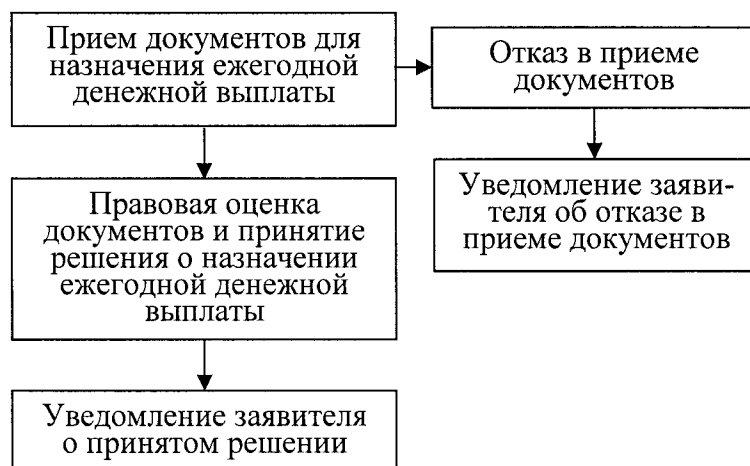 Прием документов для
назначения ежегодной
денежной выплаты
Отказ в приеме
документов
Уведомление заяви-
теля об отказе в
приеме документов
Правовая оценка
документов и принятие
решения о назначении
ежегодной денежной
выплаты
Уведомление заявителя
о принятом решении